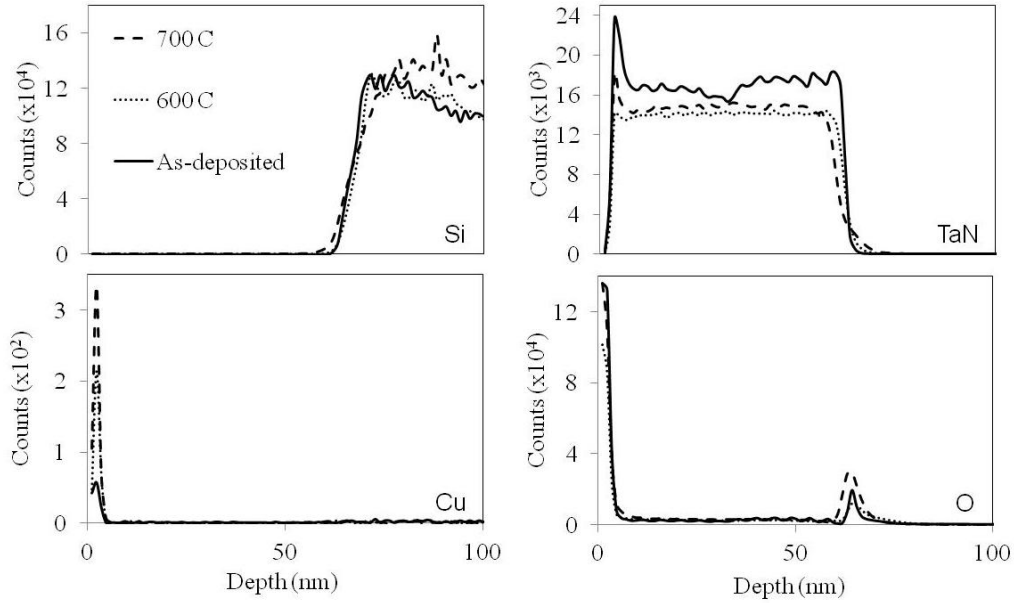 Counts (x10⁴)
16
12
8
4
0
700 C
600 C
As-deposited
Si
Counts (x10³)
24
20
16
12
8
4
0
TaN
Counts (x10²)
3
2
1
0
Cu
0
50
100
Depth (nm)
Counts (x10⁴)
12
8
4
0
O
0
50
100
Depth (nm)